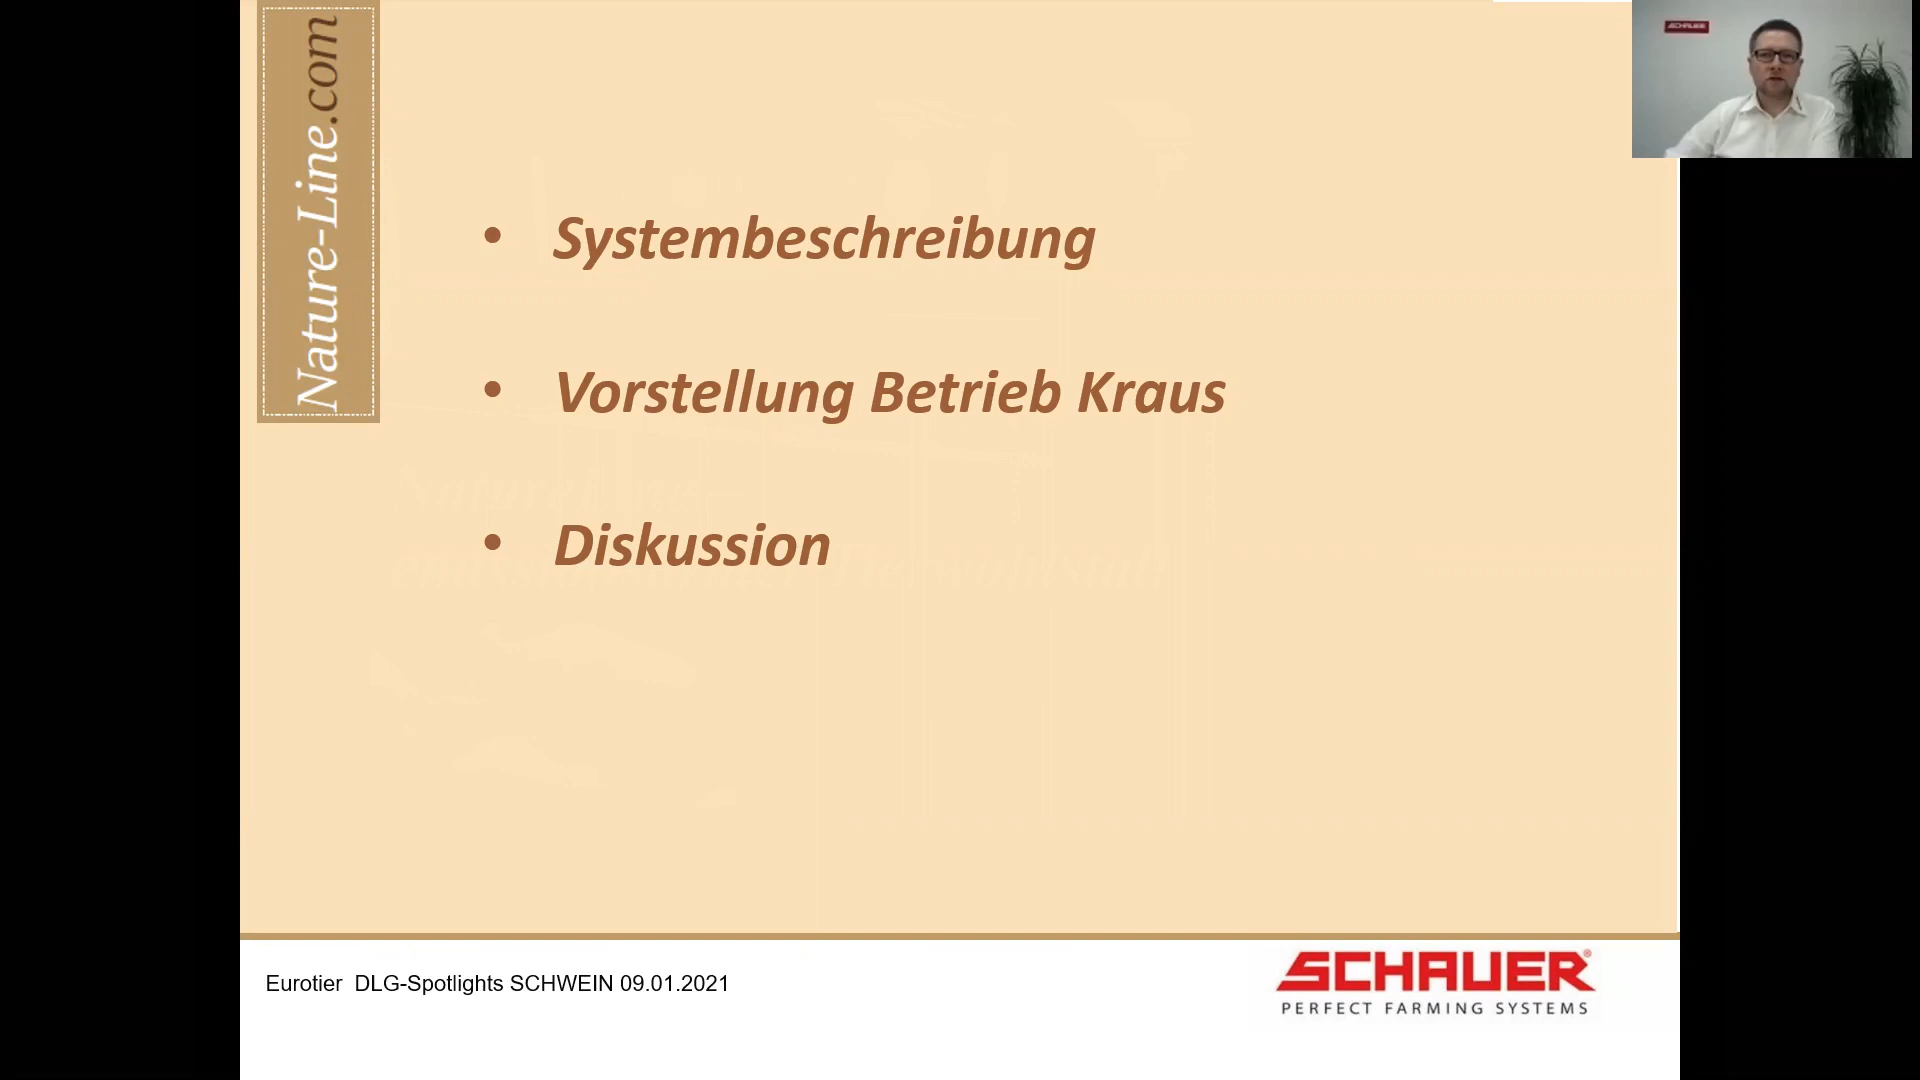 Nature-Line.com
SCHAUER
• Systembeschreibung
• Vorstellung Betrieb Kraus
• Diskussion
Eurotier DLG-Spotlights SCHWEIN 09.01.2021
SCHAUER®
PERFECT FARMING SYSTEMS